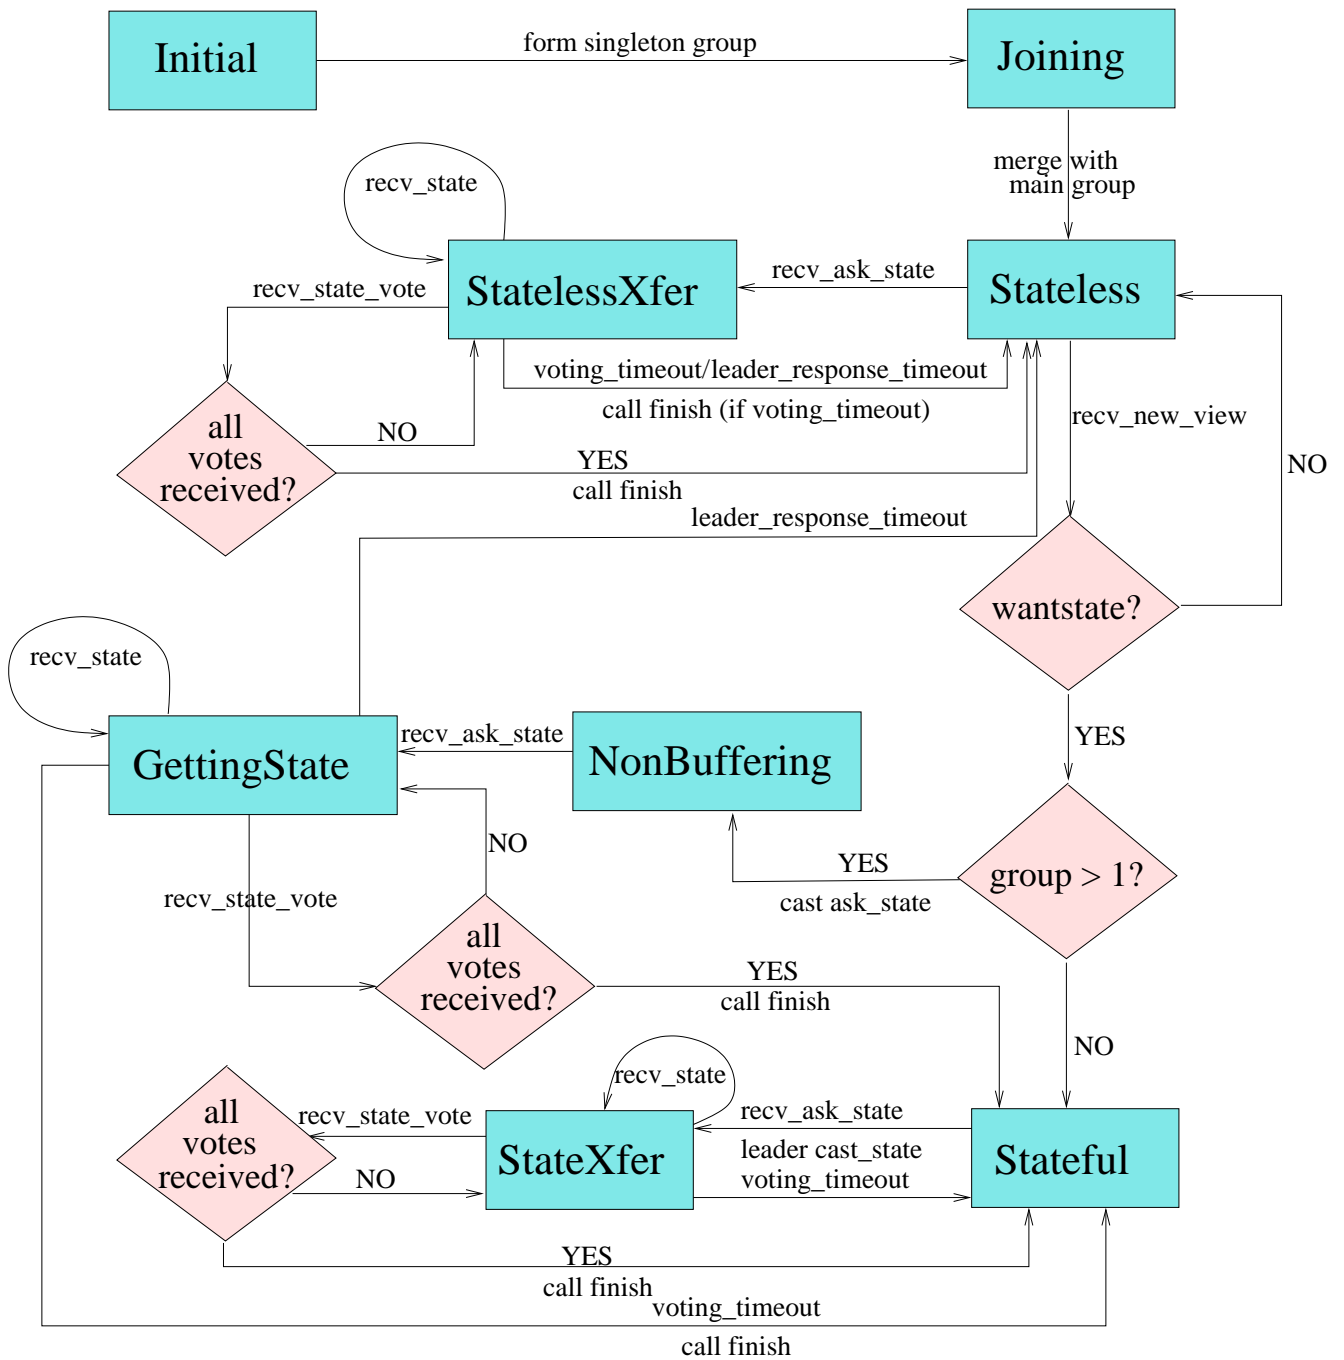 form singleton group
Initial
Joining
merge with
main group
recv_state
recv_ask_state
recv_state_vote
StatelessXfer
Stateless
voting_timeout/leader_response_timeout
call finish (if voting_timeout)
all
votes
received?
NO
recv_new_view
YES
call finish
NO
leader_response_timeout
wantstate?
recv_state
YES
recv_ask_state
GettingState
NonBuffering
NO
YES
group > 1?
cast ask_state
recv_state_vote
all
votes
received?
YES
call finish
NO
recv_state
all
votes
received?
recv_state_vote
recv_ask_state
leader cast_state
StateXfer
Stateful
NO
voting_timeout
YES
call finish
voting_timeout
call finish